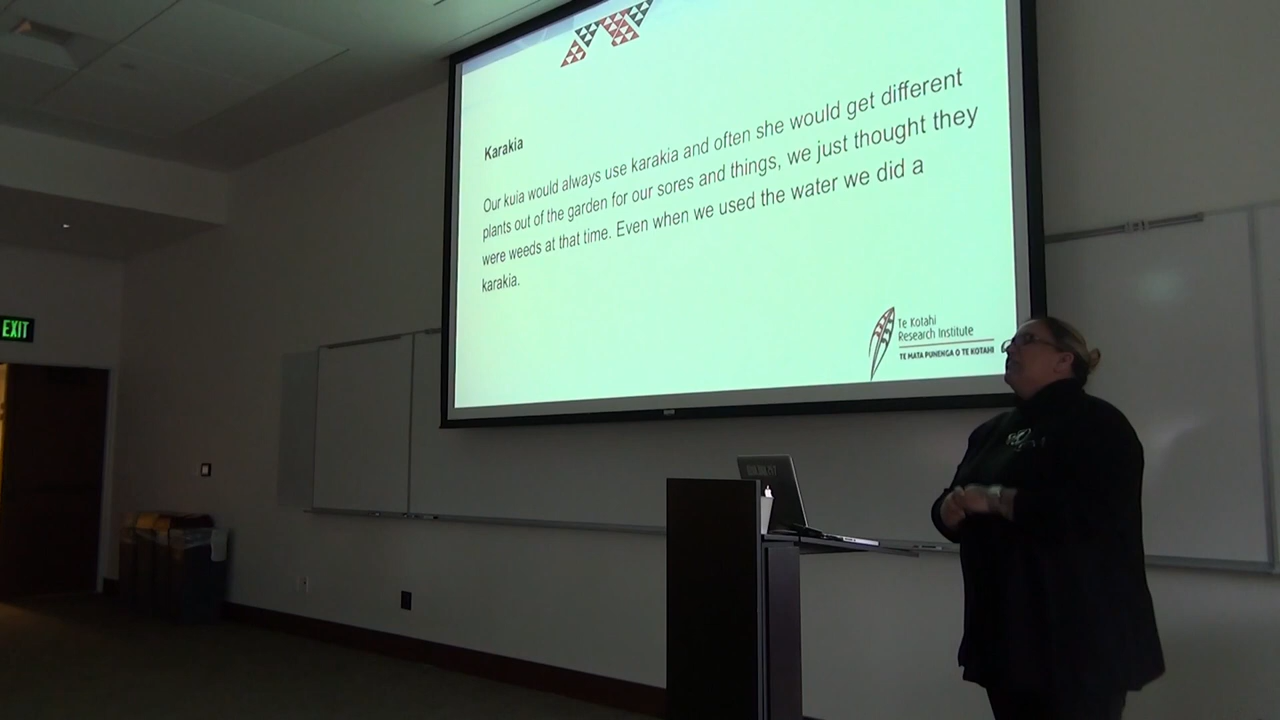 Karakia
Our kuia would always use karakia and often she would get different
plants out of the garden for our sores and things, we just thought they
were weeds at that time. Even when we used the water we did a
karakia.
Te Kotahi
Research Institute
TE MATA PUNENGA O TE KOTAHI
EXIT